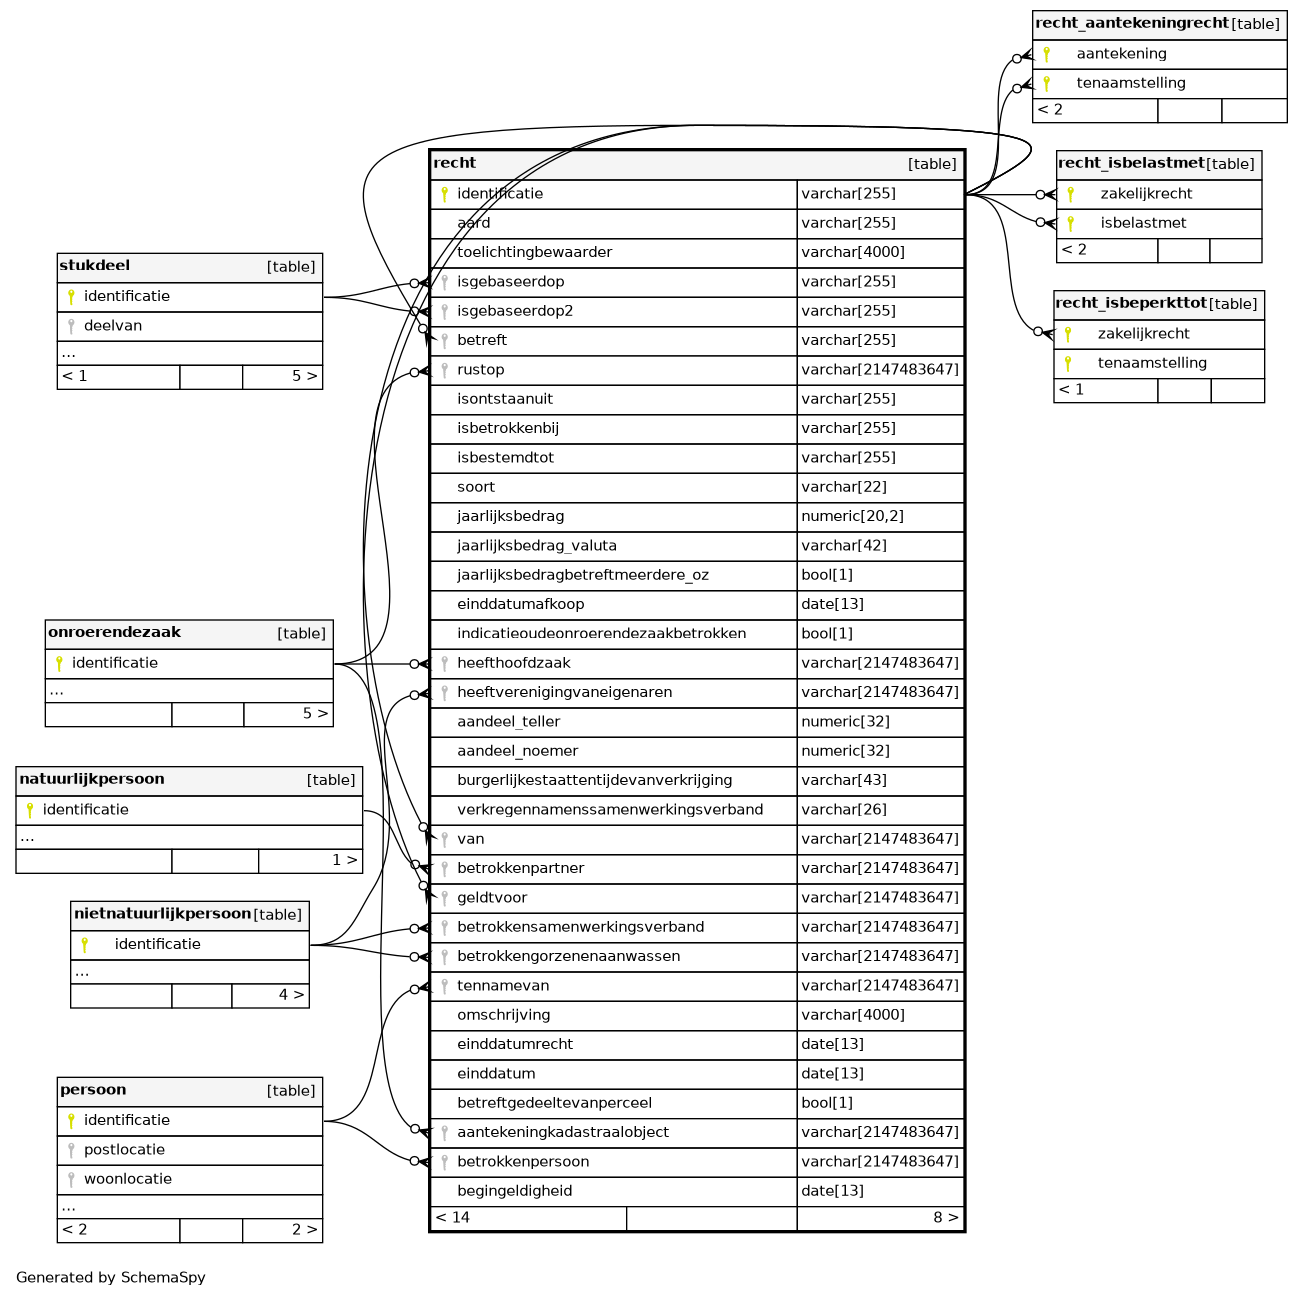 recht_aantekeningrecht [table]
aantekening
tenaamstelling
< 2
recht_isbelastmet [table]
zakelijkrecht
isbelastmet
< 2
recht_isbeperkttot [table]
zakelijkrecht
tenaamstelling
< 1
recht [table]
identificatie varchar[255]
aard varchar[255]
toelichtingbewaarder varchar[4000]
isgebaseerdop varchar[255]
isgebaseerdop2 varchar[255]
betreft varchar[255]
rustop varchar[2147483647]
isontstaanuit varchar[255]
isbetrokkenbij varchar[255]
isbestemdtot varchar[255]
soort varchar[22]
jaarlijksbedrag numeric[20,2]
jaarlijksbedrag_valuta varchar[42]
jaarlijksbedragbetreftmeerdere_oz bool[1]
einddatumafkoop date[13]
indicatieoudeonroerendezaakbetrokken bool[1]
heefthoofdzaak varchar[2147483647]
heeftverenigingvaneigenaren varchar[2147483647]
aandeel_teller numeric[32]
aandeel_noemer numeric[32]
burgerlijkestaattentijdevanverkrijging varchar[43]
verkregennamenssamenwerkingsverband varchar[26]
van varchar[2147483647]
betrokkenpartner varchar[2147483647]
geldtvoor varchar[2147483647]
betrokkensamenwerkingsverband varchar[2147483647]
betrokkengorzenenaanwassen varchar[2147483647]
tennamevan varchar[2147483647]
omschrijving varchar[4000]
einddatumrecht date[13]
einddatum date[13]
betreftgedeeltevanperceel bool[1]
aantekeningkadastraalobject varchar[2147483647]
betrokkenpersoon varchar[2147483647]
begingeldigheid date[13]
< 14 8 >
stukdeel [table]
identificatie
deelvan
...
< 1 5 >
onroerendezaak [table]
identificatie
...
5 >
natuurlijkpersoon [table]
identificatie
...
1 >
nietnatuurlijkpersoon [table]
identificatie
...
4 >
persoon [table]
identificatie
postlocatie
woonlocatie
...
< 2 2 >
Generated by SchemaSpy